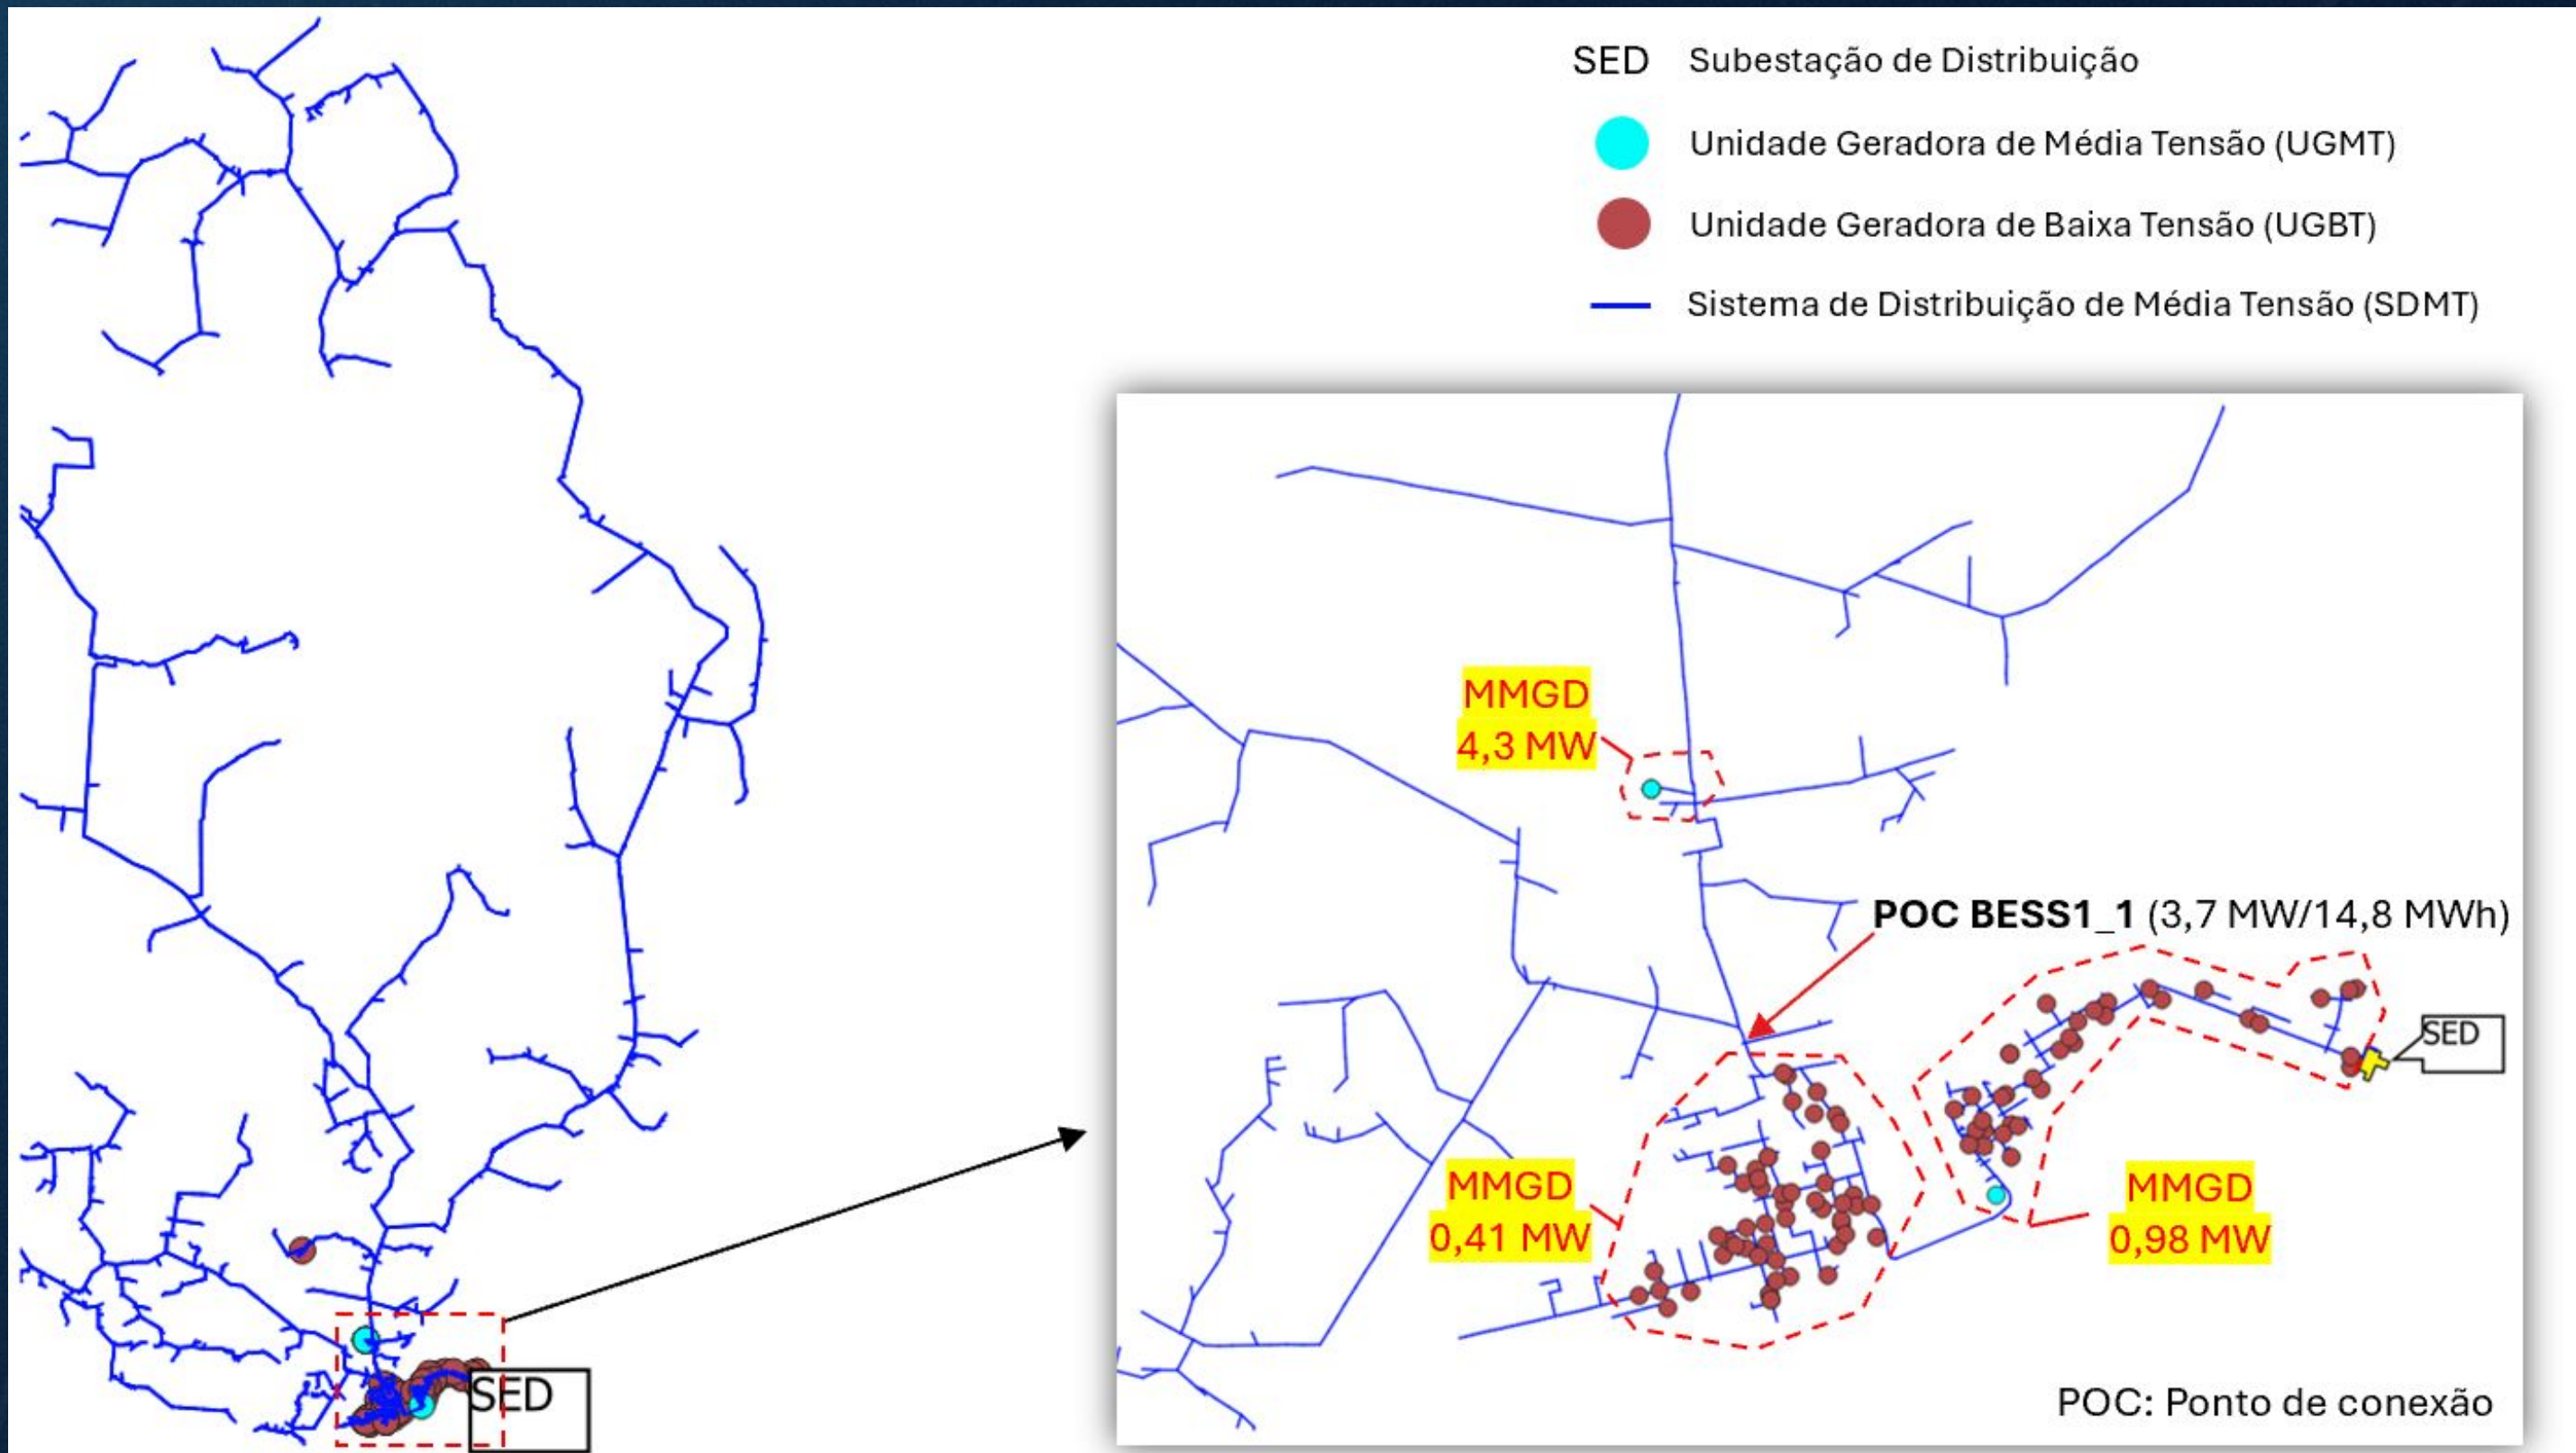 SED Subestação de Distribuição
Unidade Geradora de Média Tensão (UGMT)
Unidade Geradora de Baixa Tensão (UGBT)
Sistema de Distribuição de Média Tensão (SDMT)
MMGD
4,3 MW
POC BESS1_1 (3,7 MW/14,8 MWh)
SED
MMGD
0,41 MW
MMGD
0,98 MW
SED
POC: Ponto de conexão